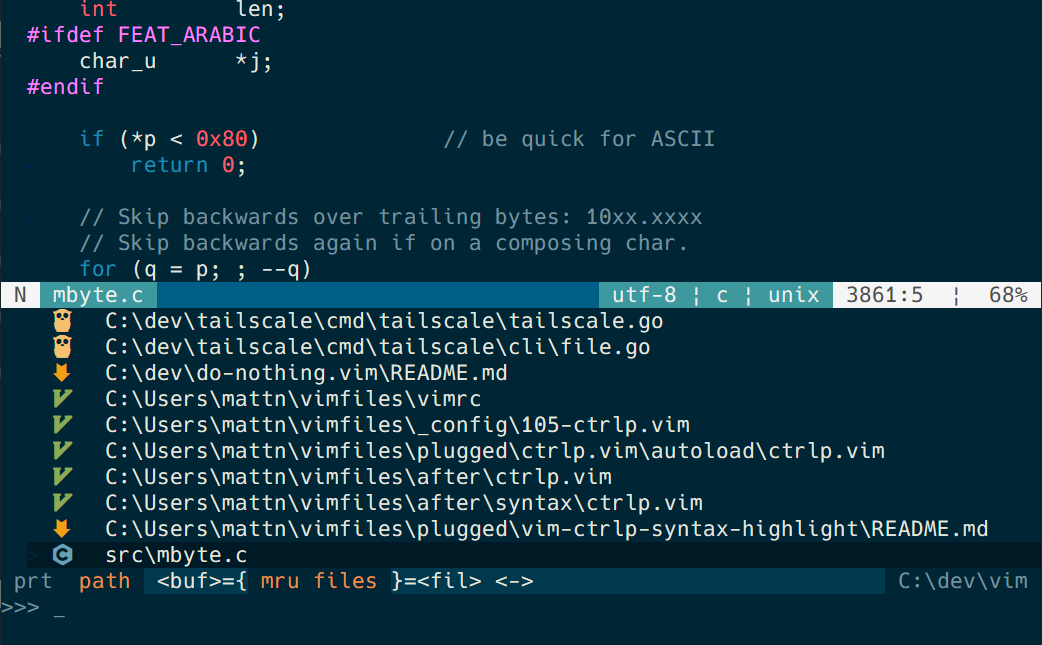 int         len;
#ifdef FEAT_ARABIC
    char_u      *j;
#endif
    if (*p < 0x80)              // be quick for ASCII
        return 0;
    // Skip backwards over trailing bytes: 10xx.xxxx
    // Skip backwards again if on a composing char.
    for (q = p; ; --q)
N  mbyte.c  utf-8 ¦ c ¦ unix  3861:5  ¦  68%
C:\dev\tailscale\cmd\tailscale\tailscale.go
C:\dev\tailscale\cmd\tailscale\cli\file.go
C:\dev\do-nothing.vim\README.md
C:\Users\mattn\vimfiles\vimrc
C:\Users\mattn\vimfiles\_config\105-ctrlp.vim
C:\Users\mattn\vimfiles\plugged\ctrlp.vim\autoload\ctrlp.vim
C:\Users\mattn\vimfiles\after\ctrlp.vim
C:\Users\mattn\vimfiles\after\syntax\ctrlp.vim
C:\Users\mattn\vimfiles\plugged\vim-ctrlp-syntax-highlight\README.md
> src\mbyte.c
prt  path  <buf>={ mru files }=<fil> <->  C:\dev\vim
>>> _